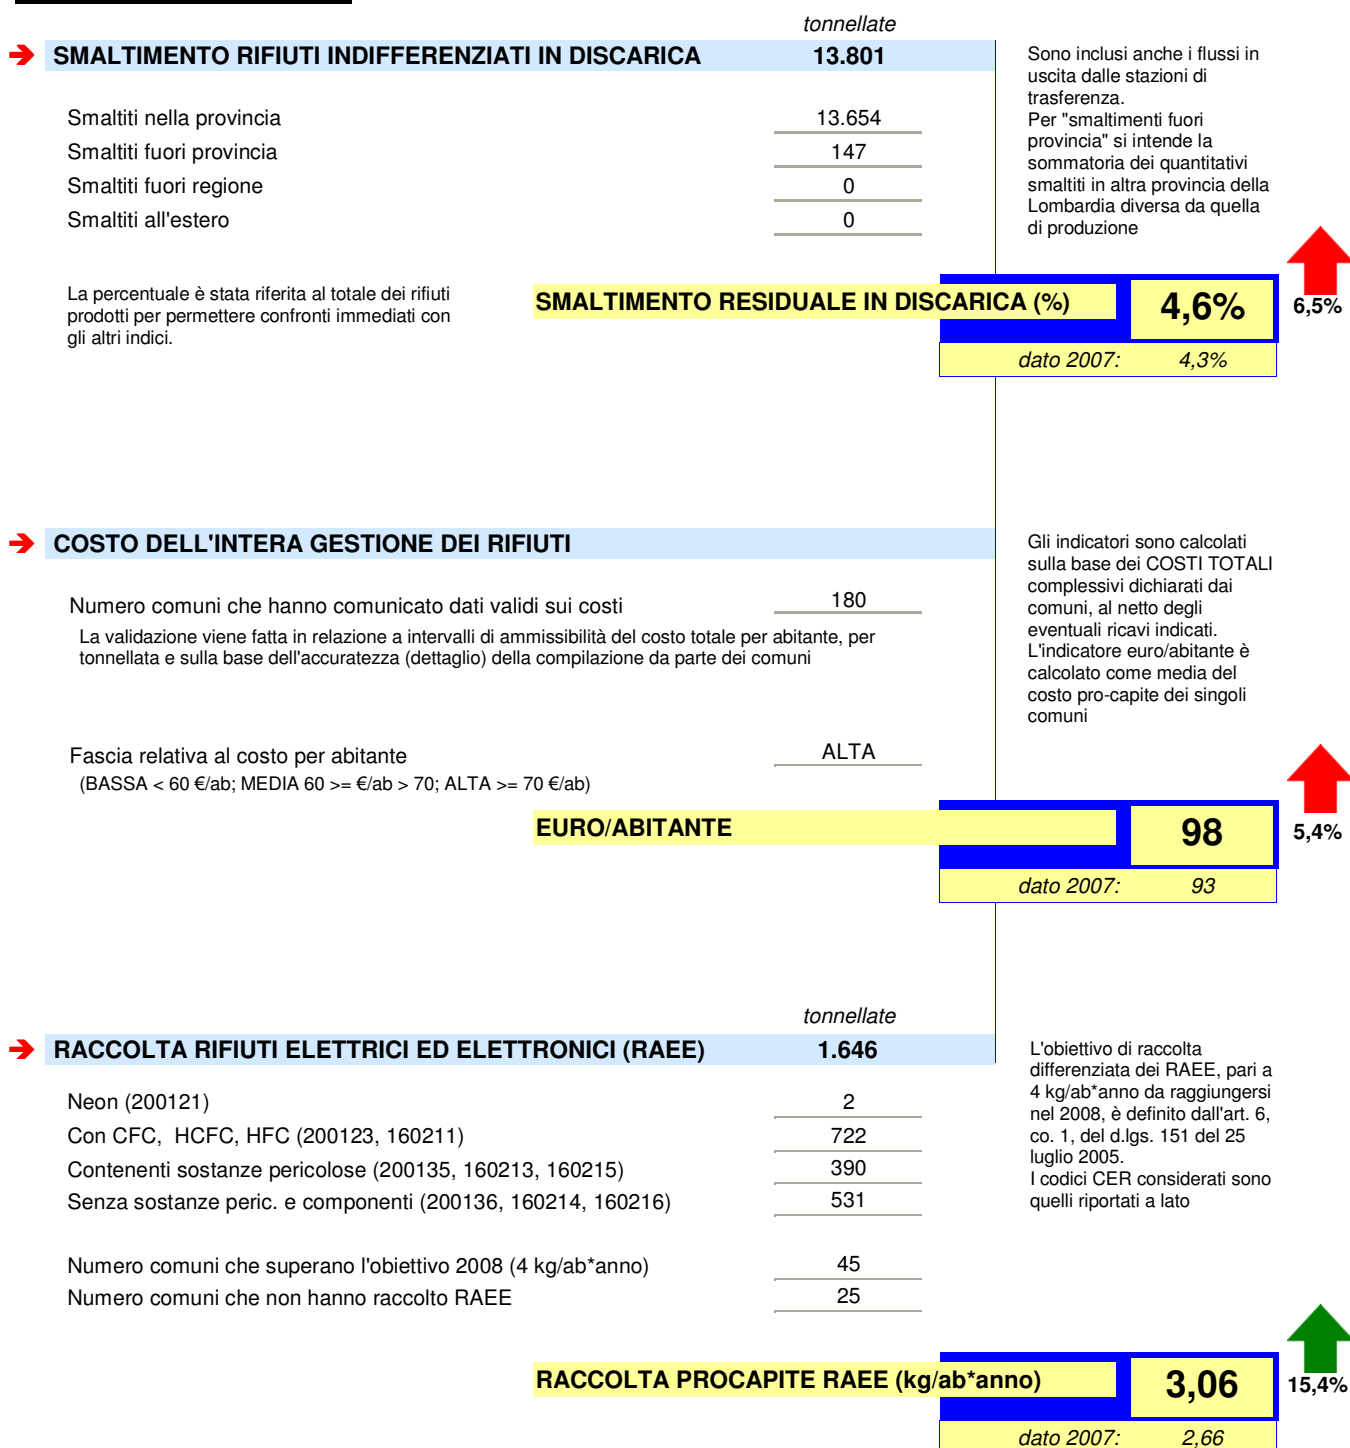 tonnellate
SMALTIMENTO RIFIUTI INDIFFERENZIATI IN DISCARICA 13.801
Smaltiti nella provincia 13.654
Smaltiti fuori provincia 147
Smaltiti fuori regione 0
Smaltiti all'estero 0
Sono inclusi anche i flussi in
uscita dalle stazioni di
trasferenza.
Per "smaltimenti fuori
provincia" si intende la
sommatoria dei quantitativi
smaltiti in altra provincia della
Lombardia diversa da quella
di produzione
La percentuale è stata riferita al totale dei rifiuti
prodotti per permettere confronti immediati con
gli altri indici.
SMALTIMENTO RESIDUALE IN DISCARICA (%) 4,6% 6,5%
dato 2007: 4,3%
COSTO DELL'INTERA GESTIONE DEI RIFIUTI
Numero comuni che hanno comunicato dati validi sui costi 180
La validazione viene fatta in relazione a intervalli di ammissibilità del costo totale per abitante, per
tonnellata e sulla base dell'accuratezza (dettaglio) della compilazione da parte dei comuni
Gli indicatori sono calcolati
sulla base dei COSTI TOTALI
complessivi dichiarati dai
comuni, al netto degli
eventuali ricavi indicati.
L'indicatore euro/abitante è
calcolato come media del
costo pro-capite dei singoli
comuni
Fascia relativa al costo per abitante ALTA
(BASSA < 60 €/ab; MEDIA 60 >= €/ab > 70; ALTA >= 70 €/ab)
EURO/ABITANTE 98 5,4%
dato 2007: 93
tonnellate
RACCOLTA RIFIUTI ELETTRICI ED ELETTRONICI (RAEE) 1.646
Neon (200121) 2
Con CFC, HCFC, HFC (200123, 160211) 722
Contenenti sostanze pericolose (200135, 160213, 160215) 390
Senza sostanze peric. e componenti (200136, 160214, 160216) 531
L'obiettivo di raccolta
differenziata dei RAEE, pari a
4 kg/ab*anno da raggiungersi
nel 2008, è definito dall'art. 6,
co. 1, del d.lgs. 151 del 25
luglio 2005.
I codici CER considerati sono
quelli riportati a lato
Numero comuni che superano l'obiettivo 2008 (4 kg/ab*anno) 45
Numero comuni che non hanno raccolto RAEE 25
RACCOLTA PROCAPITE RAEE (kg/ab*anno) 3,06 15,4%
dato 2007: 2,66